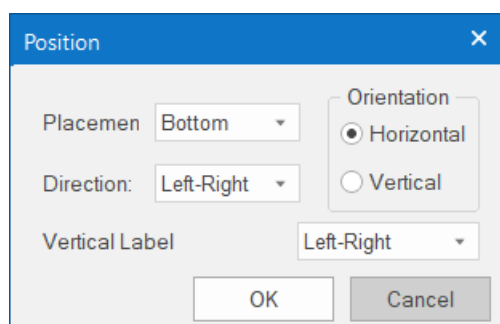 Position
Placemen Bottom
Orientation
Horizontal
Direction: Left-Right
Vertical
Vertical Label Left-Right
OK Cancel